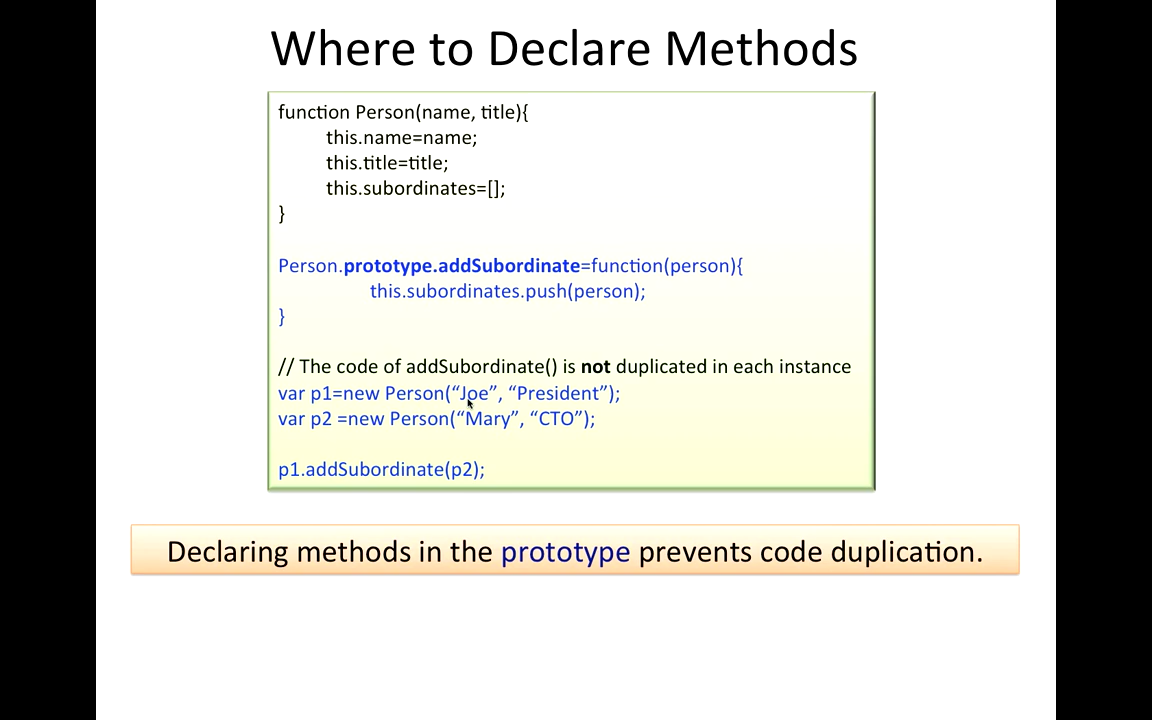 Where to Declare Methods
function Person(name, title){
this.name=name;
this.title=title;
this.subordinates=[];
}
Person.prototype.addSubordinate=function(person){
this.subordinates.push(person);
}
// The code of addSubordinate() is not duplicated in each instance
var p1=new Person(“Joe”, “President”);
var p2 =new Person(“Mary”, “CTO”);
p1.addSubordinate(p2);
Declaring methods in the prototype prevents code duplication.